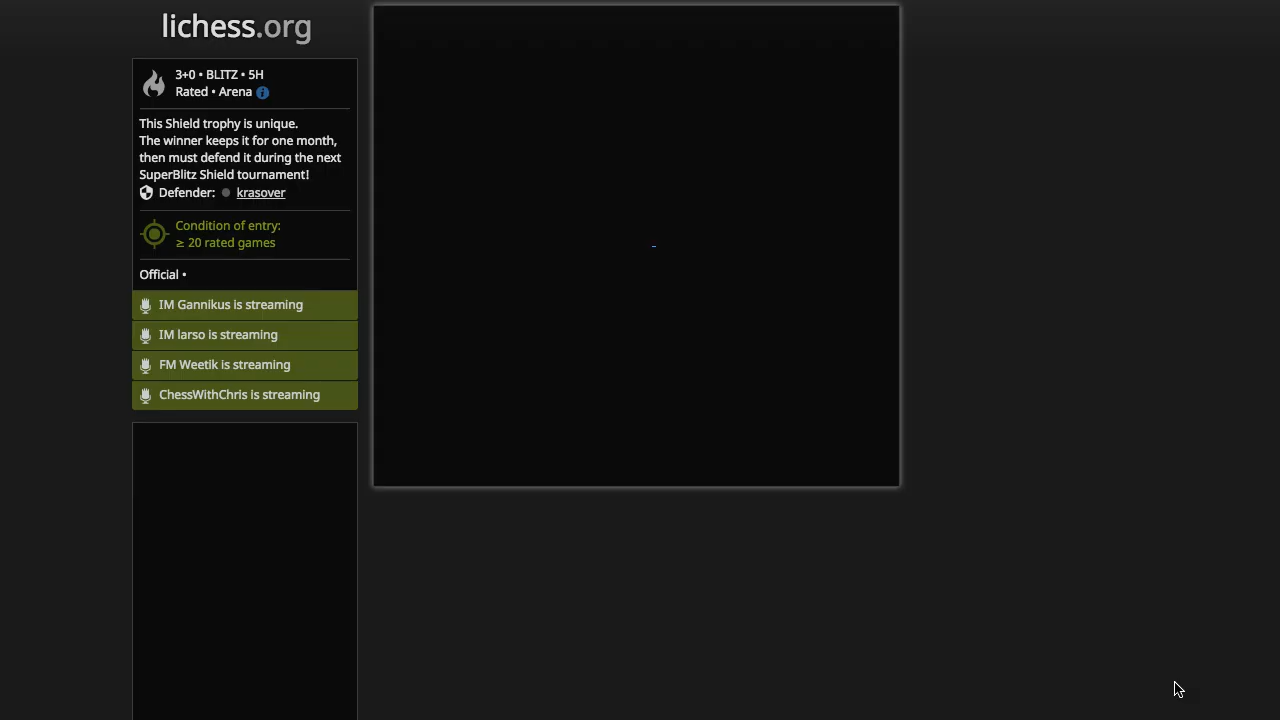 lichess.org
3+0 • BLITZ • 5H
Rated • Arena
This Shield trophy is unique.
The winner keeps it for one month,
then must defend it during the next
SuperBlitz Shield tournament!
Defender: krasover
Condition of entry:
≥ 20 rated games
Official •
IM Gannikus is streaming
IM larso is streaming
FM Weetik is streaming
ChessWithChris is streaming